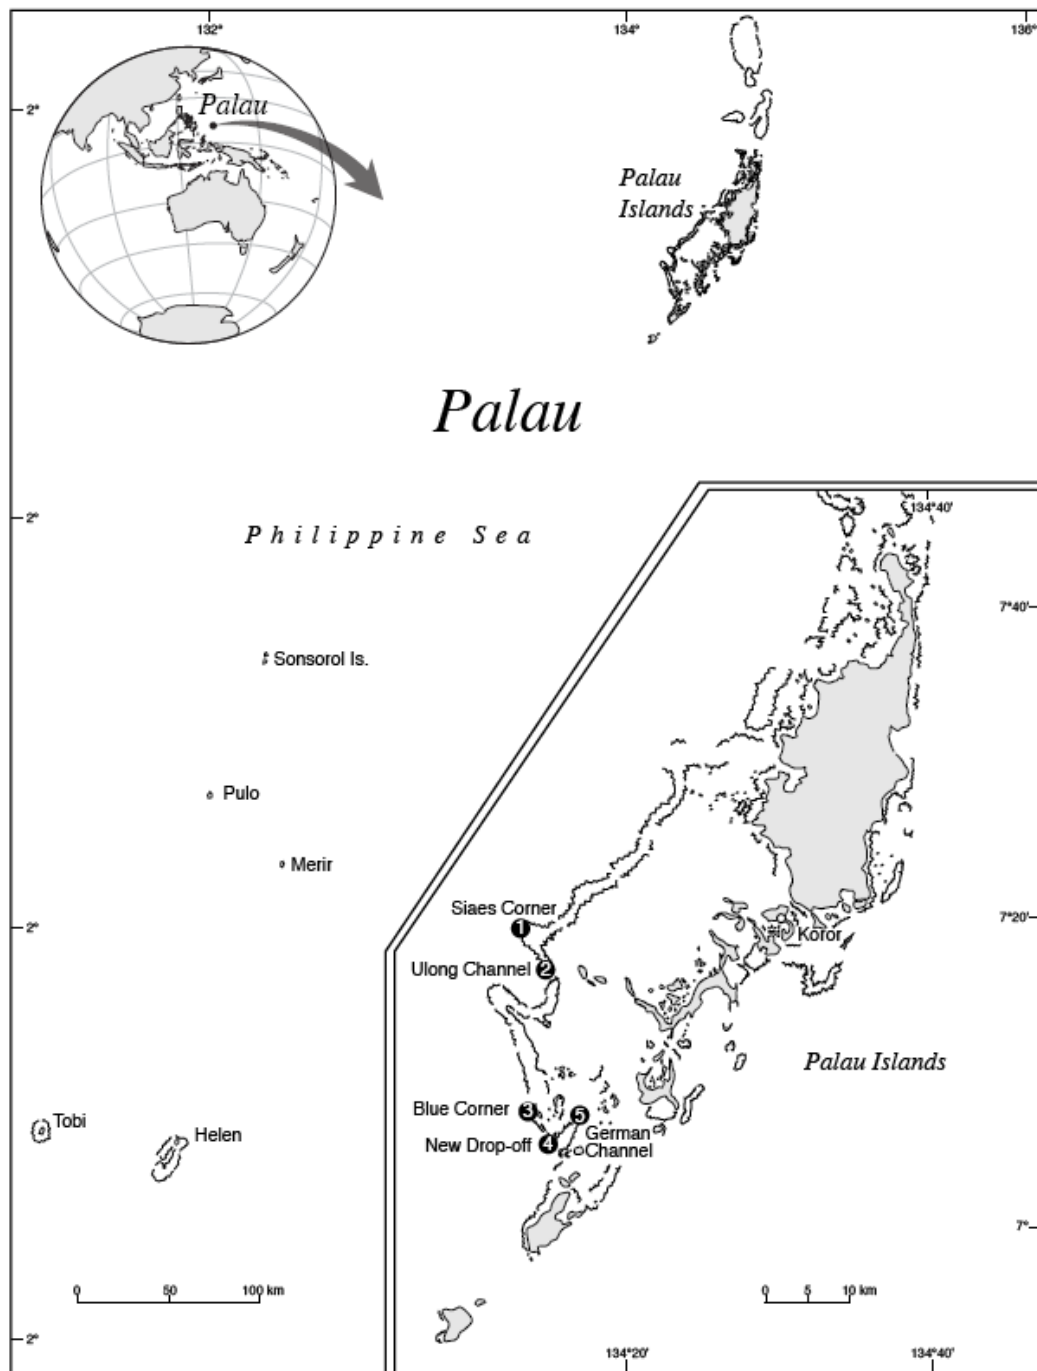 132°
134°
136°
2°
Palau
Palau
Islands
Palau
2°
Philippine Sea
134°40'
7°40'
Sonsorol Is.
Pulo
Merir
Siaes Corner
1
7°20'
2°
Koror
Ulong Channel
2
Palau Islands
Blue Corner
3
5
Tobi
Helen
New Drop-off
4
German
Channel
7°
0
50
100 km
0
5
10 km
2°
134°20'
134°40'